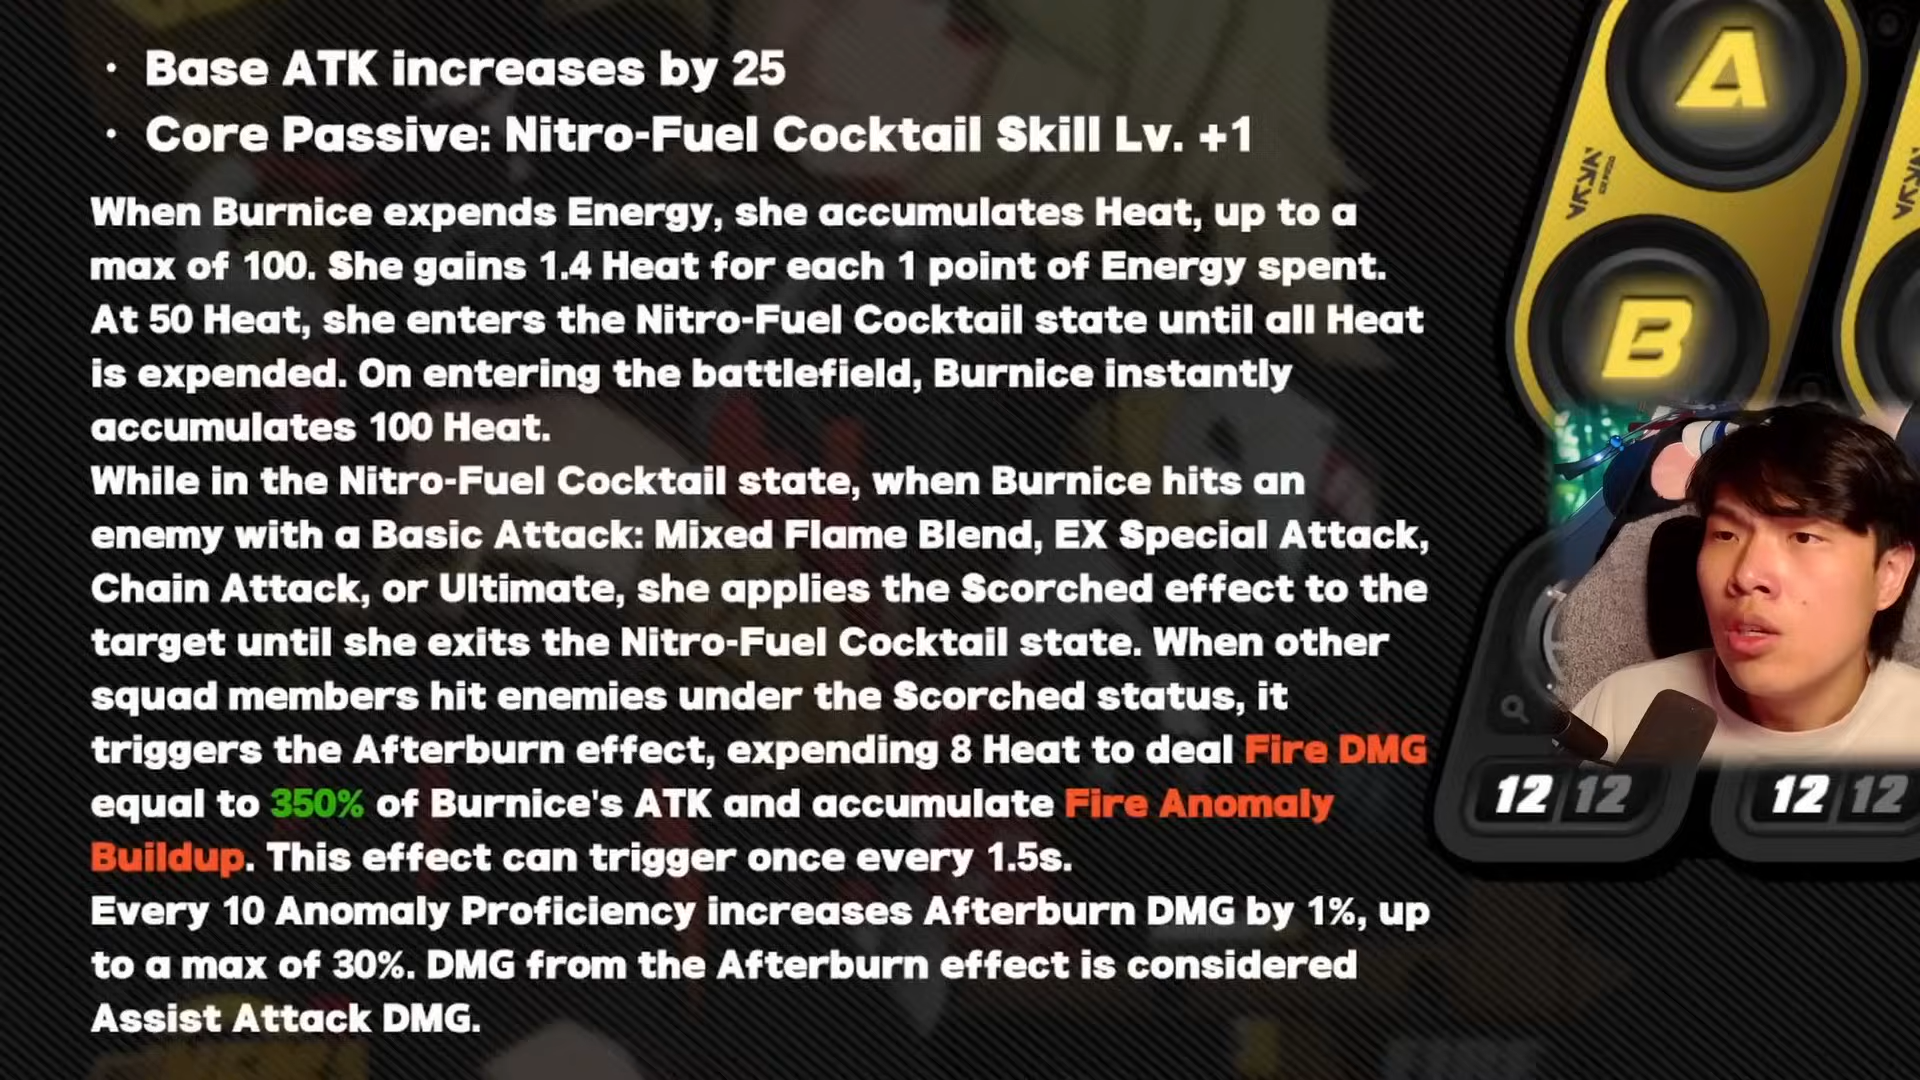 · Base ATK increases by 25
· Core Passive: Nitro-Fuel Cocktail Skill Lv. +1
When Burnice expends Energy, she accumulates Heat, up to a
max of 100. She gains 1.4 Heat for each 1 point of Energy spent.
At 50 Heat, she enters the Nitro-Fuel Cocktail state until all Heat
is expended. On entering the battlefield, Burnice instantly
accumulates 100 Heat.
While in the Nitro-Fuel Cocktail state, when Burnice hits an
enemy with a Basic Attack: Mixed Flame Blend, EX Special Attack,
Chain Attack, or Ultimate, she applies the Scorched effect to the
target until she exits the Nitro-Fuel Cocktail state. When other
squad members hit enemies under the Scorched status, it
triggers the Afterburn effect, expending 8 Heat to deal Fire DMG
equal to 350% of Burnice's ATK and accumulate Fire Anomaly
Buildup. This effect can trigger once every 1.5s.
Every 10 Anomaly Proficiency increases Afterburn DMG by 1%, up
to a max of 30%. DMG from the Afterburn effect is considered
Assist Attack DMG.
A
B
12 12
12 12